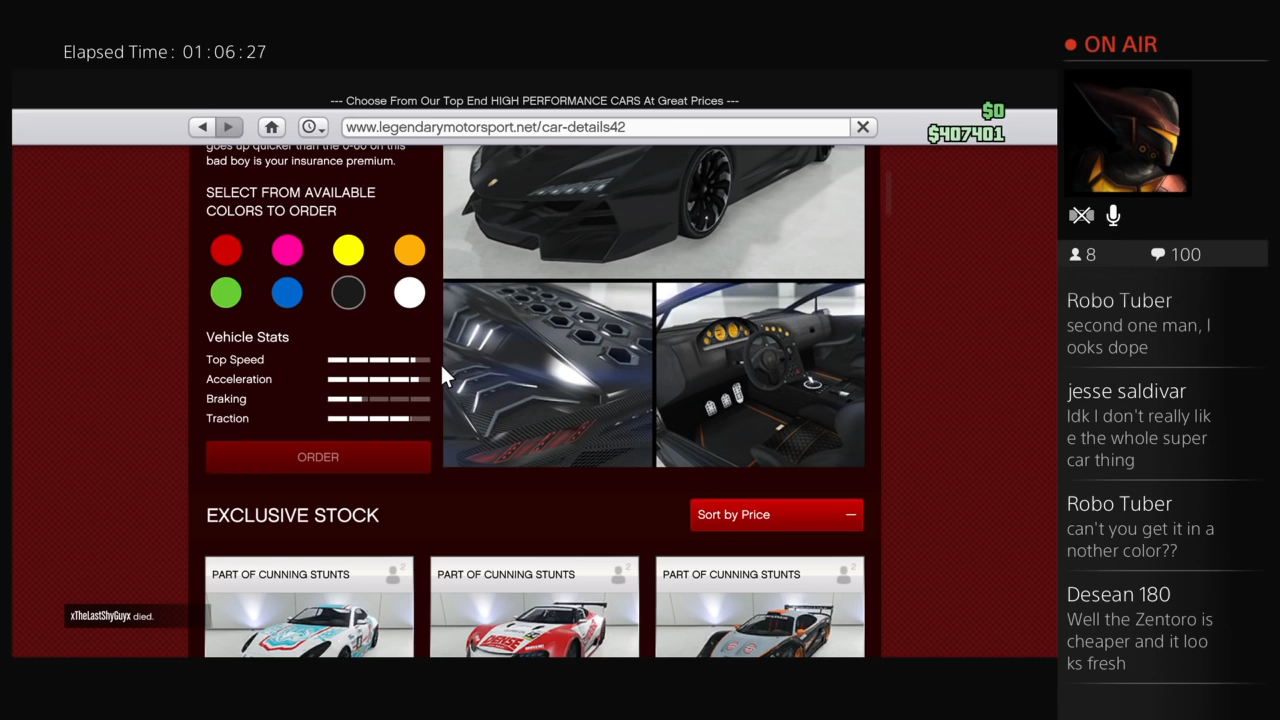 Elapsed Time: 01:06:27
ON AIR
--- Choose From Our Top End HIGH PERFORMANCE CARS At Great Prices ---
$0
www.legendarymotorsport.net/car-details42
$407401
goes up quicker than the 0-60 on this
bad boy is your insurance premium.
SELECT FROM AVAILABLE
COLORS TO ORDER
Vehicle Stats
Top Speed
Acceleration
Braking
Traction
ORDER
EXCLUSIVE STOCK
Sort by Price
PART OF CUNNING STUNTS 2
PART OF CUNNING STUNTS 2
PART OF CUNNING STUNTS 2
xTheLastShyGuyx died.
8 100
Robo Tuber
second one man, l
ooks dope
jesse saldivar
Idk I don't really lik
e the whole super
car thing
Robo Tuber
can't you get it in a
nother color??
Desean 180
Well the Zentoro is
cheaper and it loo
ks fresh